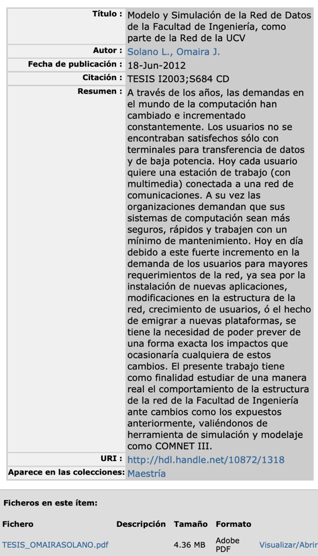 Título : Modelo y Simulación de la Red de Datos
de la Facultad de Ingeniería, como
parte de la Red de la UCV
Autor : Solano L., Omaira J.
Fecha de publicación : 18-Jun-2012
Citación : TESIS I2003;S684 CD
Resumen : A través de los años, las demandas en
el mundo de la computación han
cambiado e incrementado
constantemente. Los usuarios no se
encontraban satisfechos sólo con
terminales para transferencia de datos
y de baja potencia. Hoy cada usuario
quiere una estación de trabajo (con
multimedia) conectada a una red de
comunicaciones. A su vez las
organizaciones demandan que sus
sistemas de computación sean más
seguros, rápidos y trabajen con un
mínimo de mantenimiento. Hoy en día
debido a este fuerte incremento en la
demanda de los usuarios para mayores
requerimientos de la red, ya sea por la
instalación de nuevas aplicaciones,
modificaciones en la estructura de la
red, crecimiento de usuarios, ó el hecho
de emigrar a nuevas plataformas, se
tiene la necesidad de poder prever de
una forma exacta los impactos que
ocasionaría cualquiera de estos
cambios. El presente trabajo tiene
como finalidad estudiar de una manera
real el comportamiento de la estructura
de la red de la Facultad de Ingeniería
ante cambios como los expuestos
anteriormente, valiéndonos de
herramienta de simulación y modelaje
como COMNET III.
URI : http://hdl.handle.net/10872/1318
Aparece en las colecciones: Maestría
Ficheros en este ítem:
Fichero Descripción Tamaño Formato
TESIS_OMAIRASOLANO.pdf 4.36 MB Adobe PDF Visualizar/Abrir